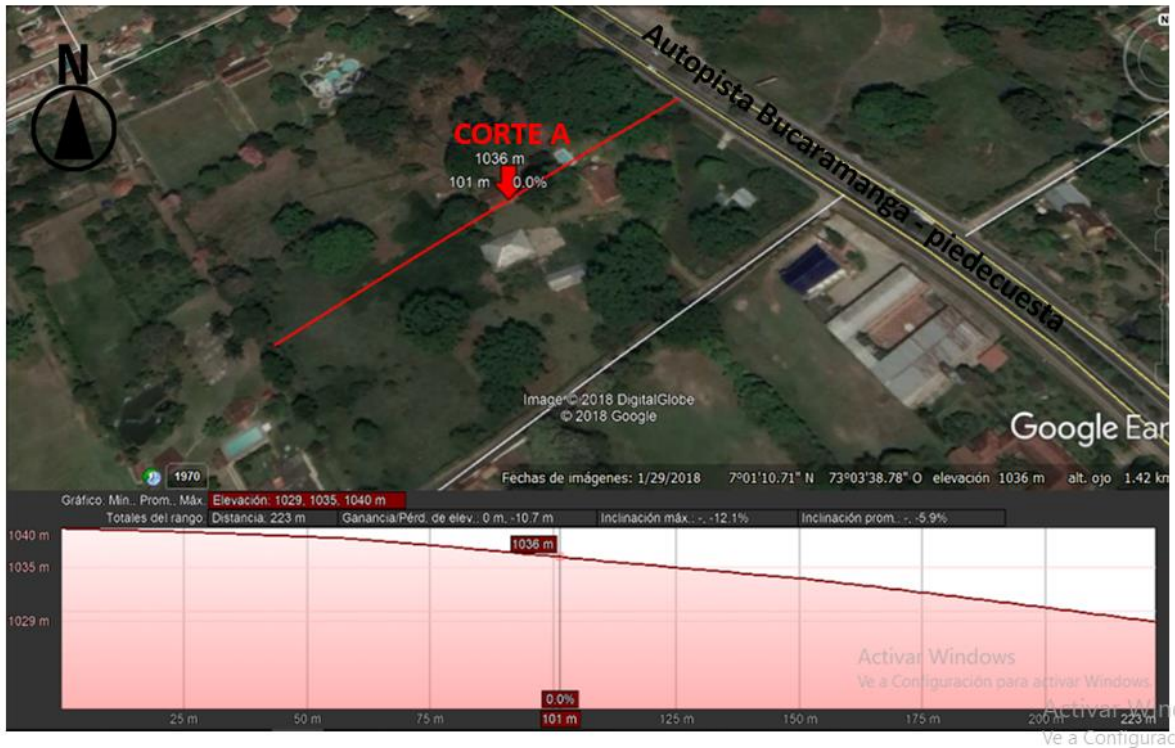 N
Autopista Bucaramanga - piedecuesta
CORTE A
1036 m
101 m 0.0%
Image © 2018 DigitalGlobe
© 2018 Google
Google Ear
1970
Fechas de imágenes: 1/29/2018 7°01'10.71" N 73°03'38.78" O elevación 1036 m alt. ojo 1.42 km
Gráfico: Mín., Prom., Máx. Elevación: 1029, 1035, 1040 m
Totales del rango: Distancia: 223 m Ganancia/Pérd. de elev.: 0 m, -10.7 m Inclinación máx.: -, -12.1% Inclinación prom.: -, -5.9%
1040 m
1036 m
1035 m
1029 m
Activar Windows
Ve a Configuración para activar Windows.
0.0%
25 m 50 m 75 m 101 m 125 m 150 m 175 m 200 m 223 m
Activar Win
Ve a Configurac